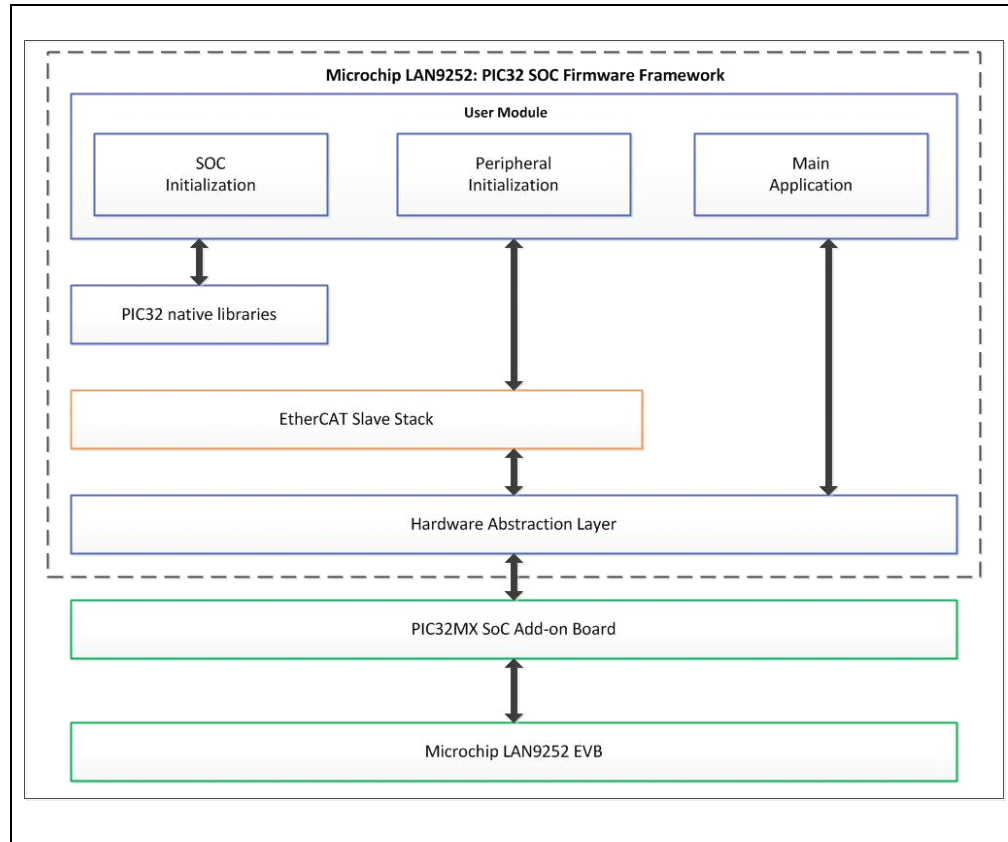 Microchip LAN9252: PIC32 SOC Firmware Framework
User Module
SOC
Initialization
Peripheral
Initialization
Main
Application
PIC32 native libraries
EtherCAT Slave Stack
Hardware Abstraction Layer
PIC32MX SoC Add-on Board
Microchip LAN9252 EVB